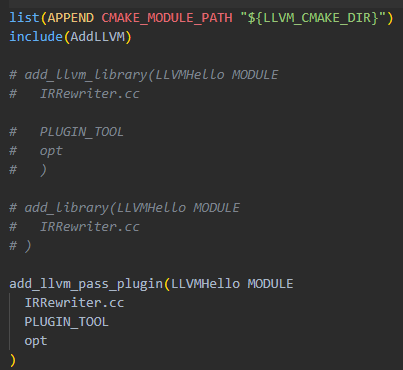 list(APPEND CMAKE_MODULE_PATH "${LLVM_CMAKE_DIR}")
include(AddLLVM)
# add_llvm_library(LLVMHello MODULE
#   IRRewriter.cc
#   PLUGIN_TOOL
#   opt
#   )
# add_library(LLVMHello MODULE
#   IRRewriter.cc
# )
add_llvm_pass_plugin(LLVMHello MODULE
  IRRewriter.cc
  PLUGIN_TOOL
  opt
)